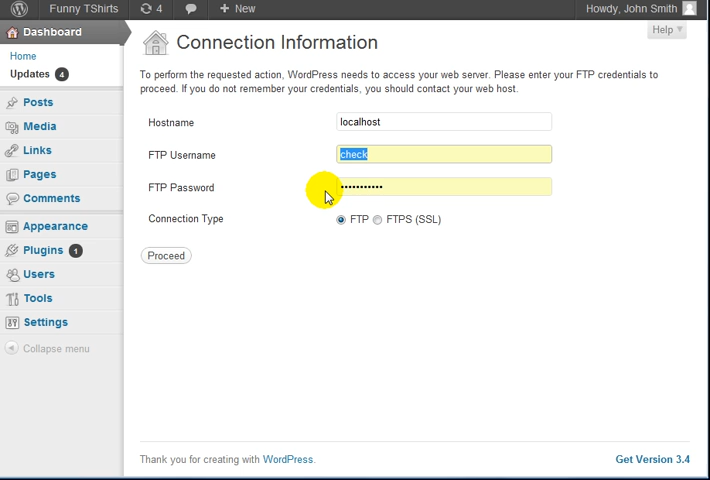 Funny TShirts 4 New Howdy, John Smith
Dashboard
Home
Updates 4
Posts
Media
Links
Pages
Comments
Appearance
Plugins 1
Users
Tools
Settings
Collapse menu
Help
Connection Information
To perform the requested action, WordPress needs to access your web server. Please enter your FTP credentials to
proceed. If you do not remember your credentials, you should contact your web host.
Hostname localhost
FTP Username check
FTP Password •••••••••••
Connection Type FTP FTPS (SSL)
Proceed
Thank you for creating with WordPress. Get Version 3.4